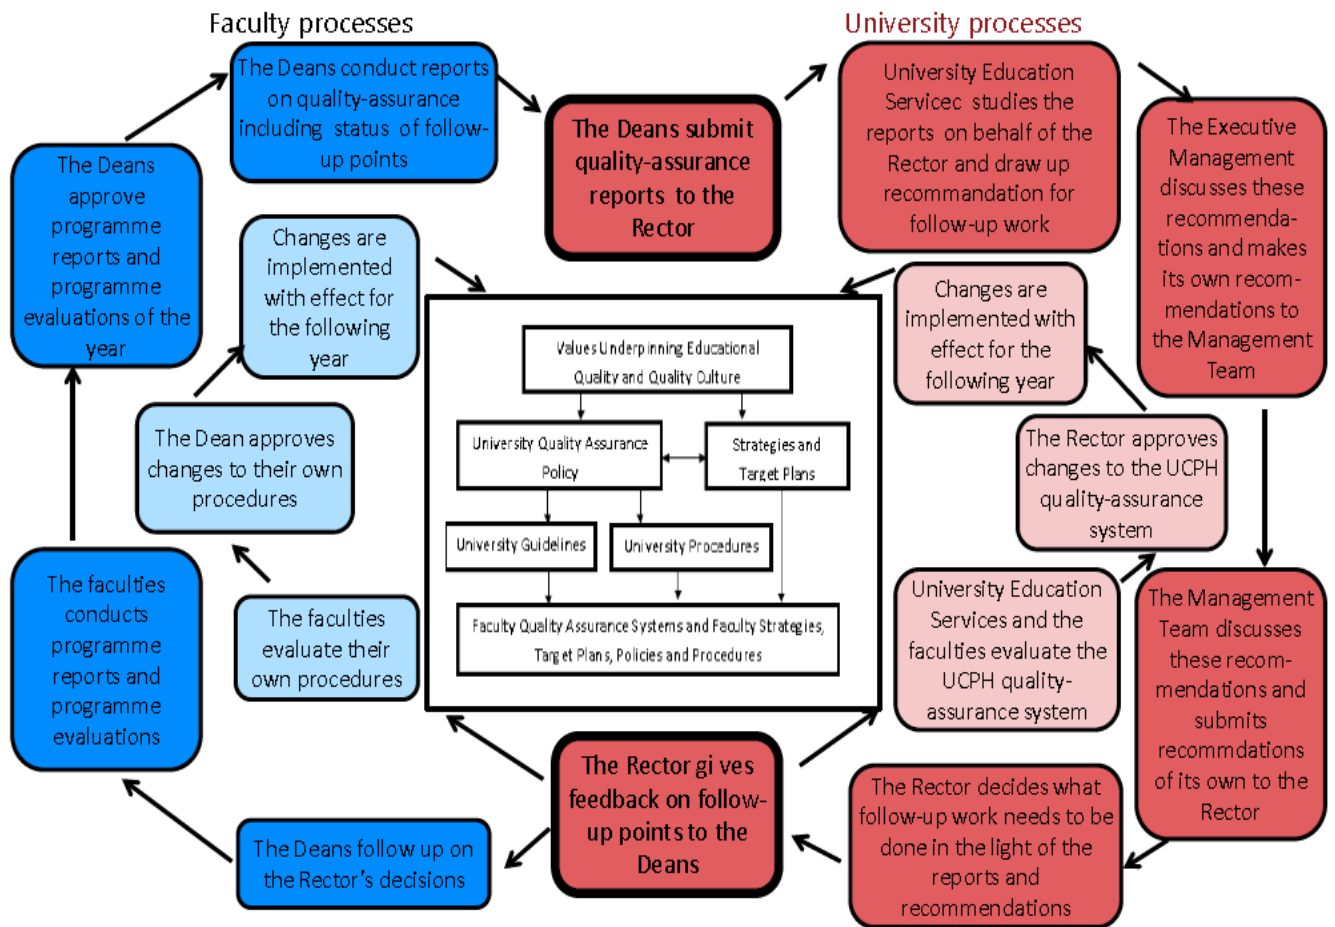 Faculty processes
University processes
The Deans conduct reports
on quality-assurance
including status of follow-
up points
The Deans submit
quality-assurance
reports to the
Rector
University Education
Servicec studies the
reports on behalf of the
Rector and draw up
recommandation for
follow-up work
The Executive
Management
discusses these
recommenda-
tions and makes
its own recom-
mendations to
the Management
Team
The Deans
approve
programme
reports and
programme
evaluations of the
year
Changes are
implemented
with effect for
the following
year
Changes are
implemented with
effect for the
following year
Values Underpinning Educational
Quality and Quality Culture
University Quality Assurance
Policy
Strategies and
Target Plans
University Guidelines
University Procedures
Faculty Quality Assurance Systems and Faculty Strategies,
Target Plans, Policies and Procedures
The Dean approves
changes to their own
procedures
The Rector approves
changes to the UCPH
quality-assurance
system
The faculties
conducts
programme
reports and
programme
evaluations
The faculties
evaluate their
own procedures
University Education
Services and the
faculties evaluate the
UCPH quality-
assurance system
The Management
Team discusses
these recom-
mendations and
submits
recommdations
of its own to the
Rector
The Rector gi ves
feedback on follow-
up points to the
Deans
The Rector decides what
follow-up work needs to be
done in the light of the
reports and
recommendations
The Deans follow up on
the Rector's decisions